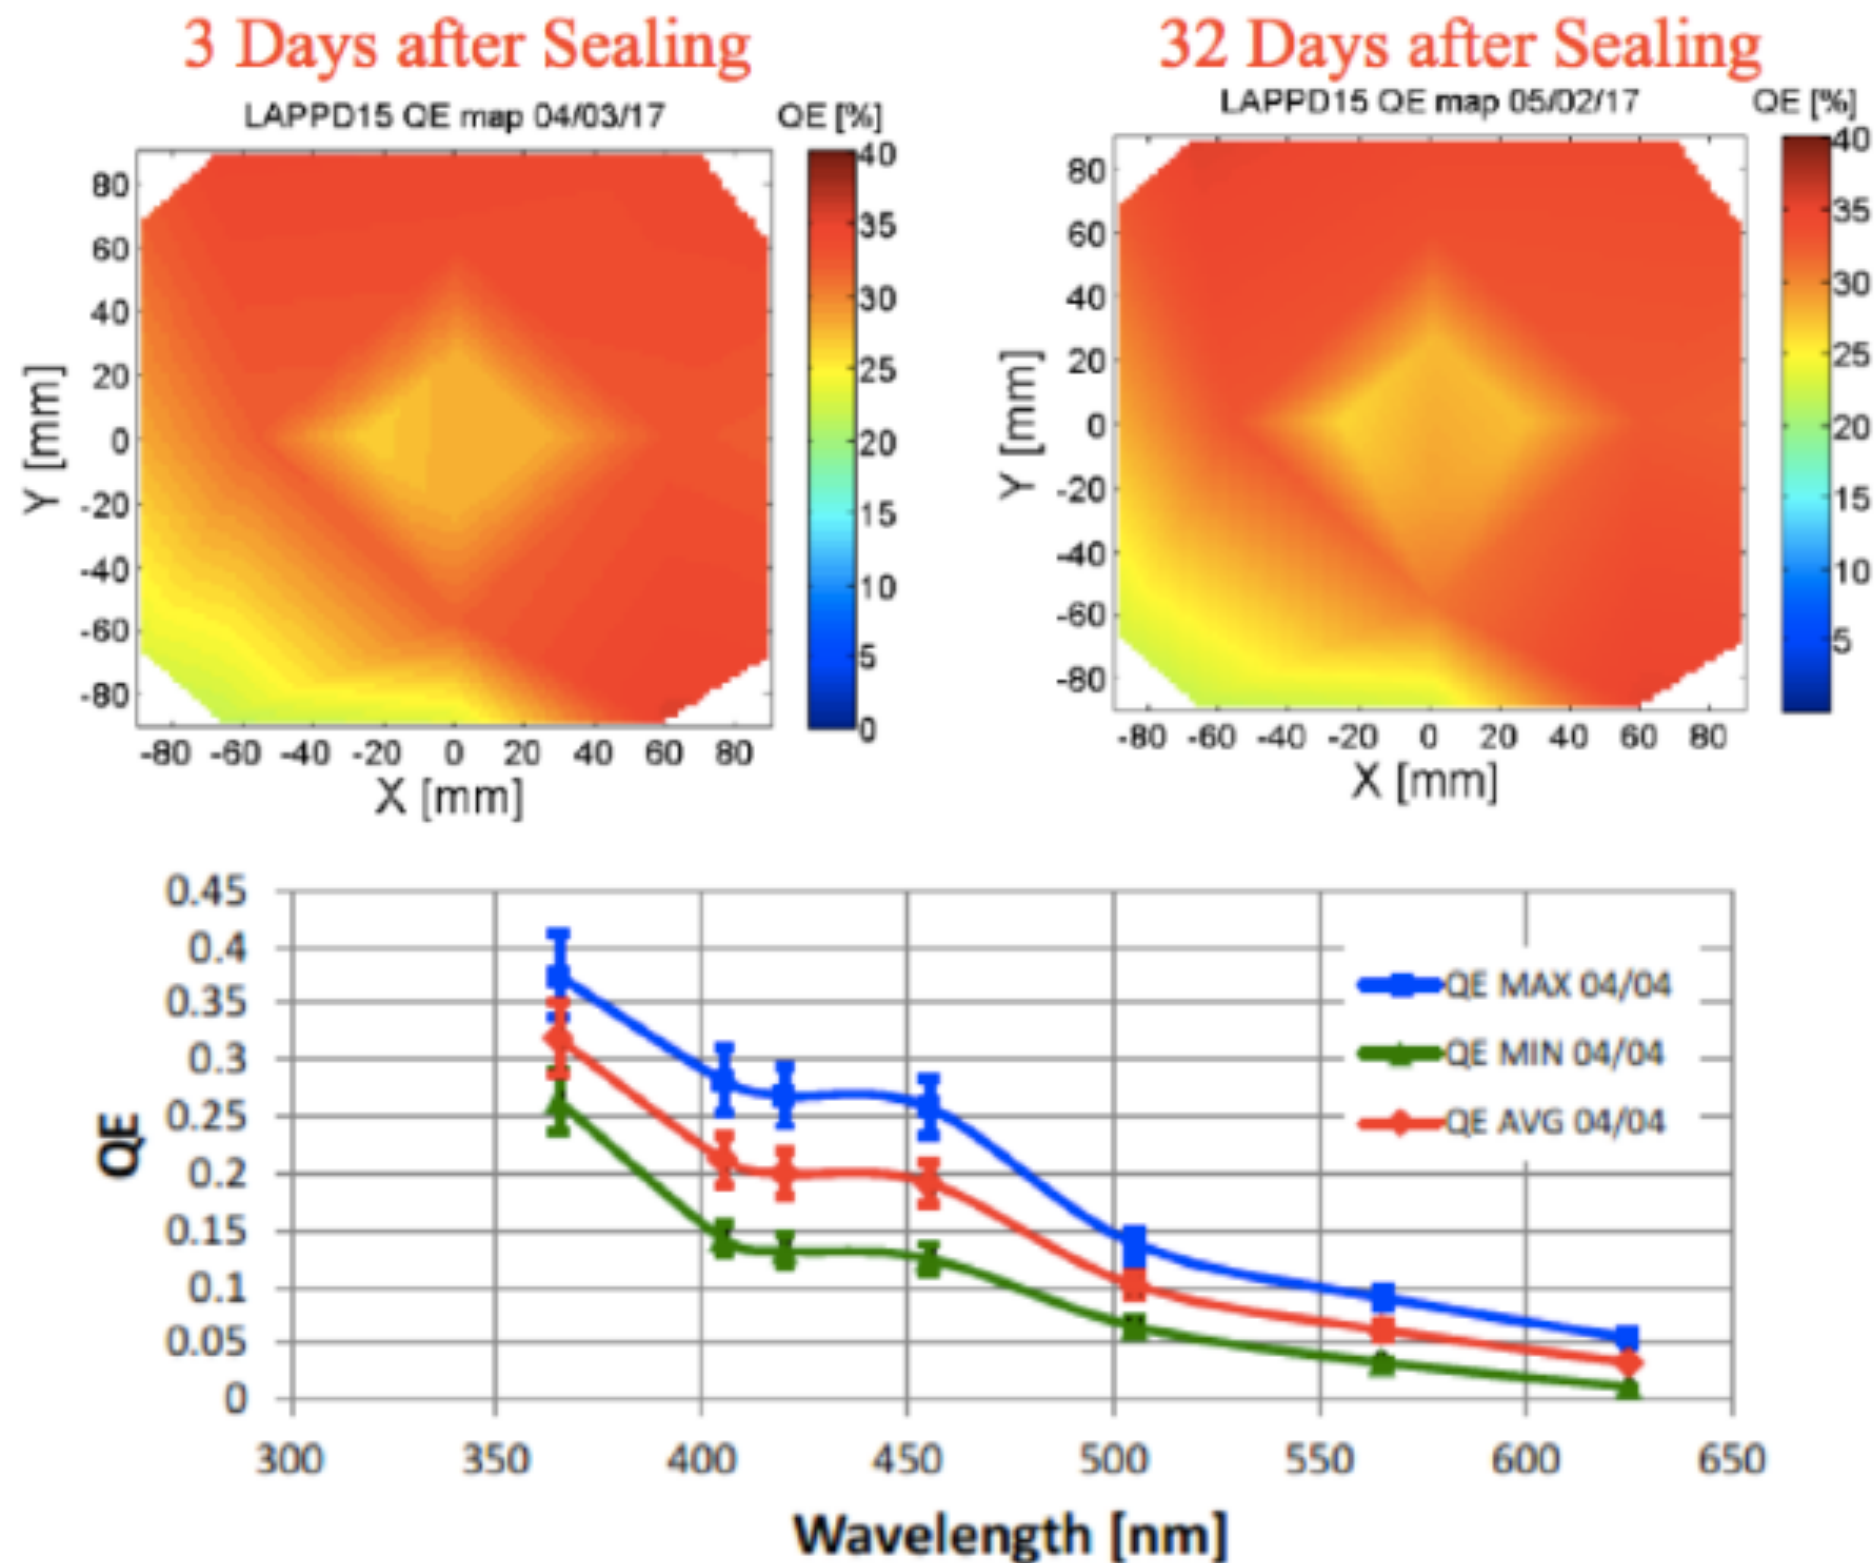 3 Days after Sealing
LAPPD15 QE map 04/03/17
QE [%]
80
60
40
20
0
-20
-40
-60
-80
Y [mm]
-80 -60 -40 -20 0 20 40 60 80
X [mm]
40
35
30
25
20
15
10
5
0
32 Days after Sealing
LAPPD15 QE map 05/02/17
QE [%]
80
60
40
20
0
-20
-40
-60
-80
Y [mm]
-80 -60 -40 -20 0 20 40 60 80
X [mm]
40
35
30
25
20
15
10
5
0.45
0.4
0.35
0.3
0.25
0.2
0.15
0.1
0.05
0
QE
QE MAX 04/04
QE MIN 04/04
QE AVG 04/04
300 350 400 450 500 550 600 650
Wavelength [nm]